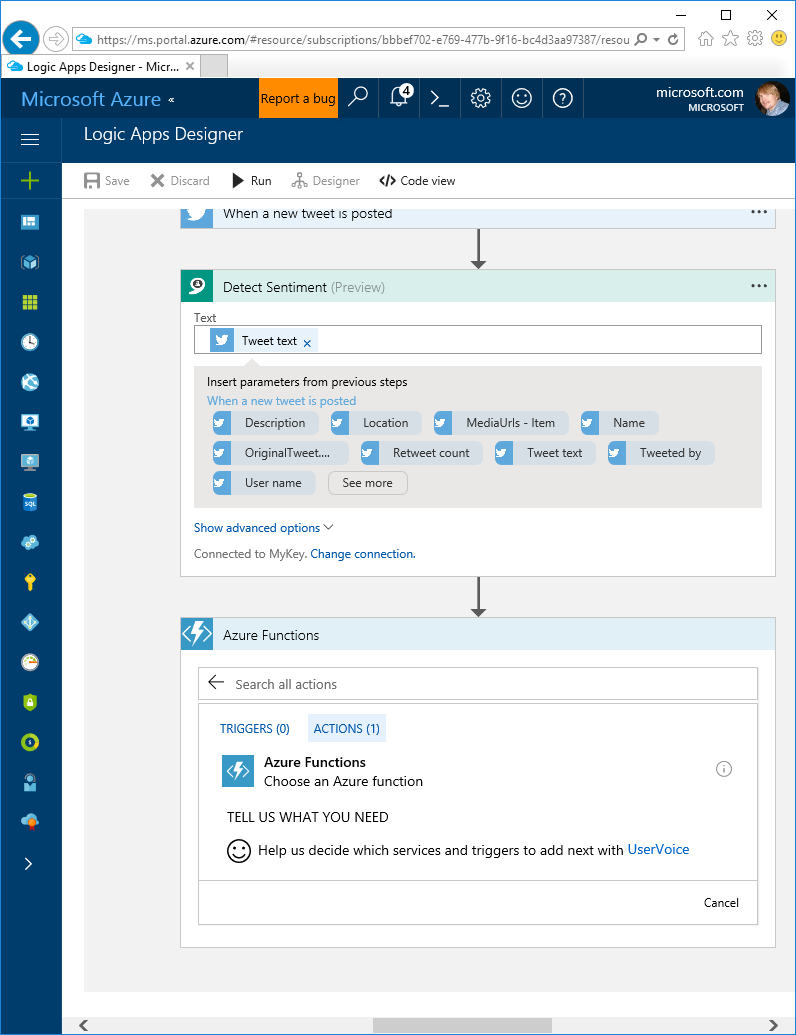 https://ms.portal.azure.com/#resource/subscriptions/bbbef702-e769-477b-9f16-bc4d3aa97387/resou
Logic Apps Designer - Micr...
Microsoft Azure «
Report a bug
4
microsoft.com
MICROSOFT
Logic Apps Designer
Save Discard Run Designer Code view
When a new tweet is posted
Detect Sentiment (Preview)
Text
Tweet text ×
Insert parameters from previous steps
When a new tweet is posted
Description Location MediaUrls - Item Name
OriginalTweet.... Retweet count Tweet text Tweeted by
User name See more
Show advanced options
Connected to MyKey. Change connection.
SQL
Azure Functions
Search all actions
TRIGGERS (0) ACTIONS (1)
Azure Functions
Choose an Azure function
TELL US WHAT YOU NEED
Help us decide which services and triggers to add next with UserVoice
Cancel